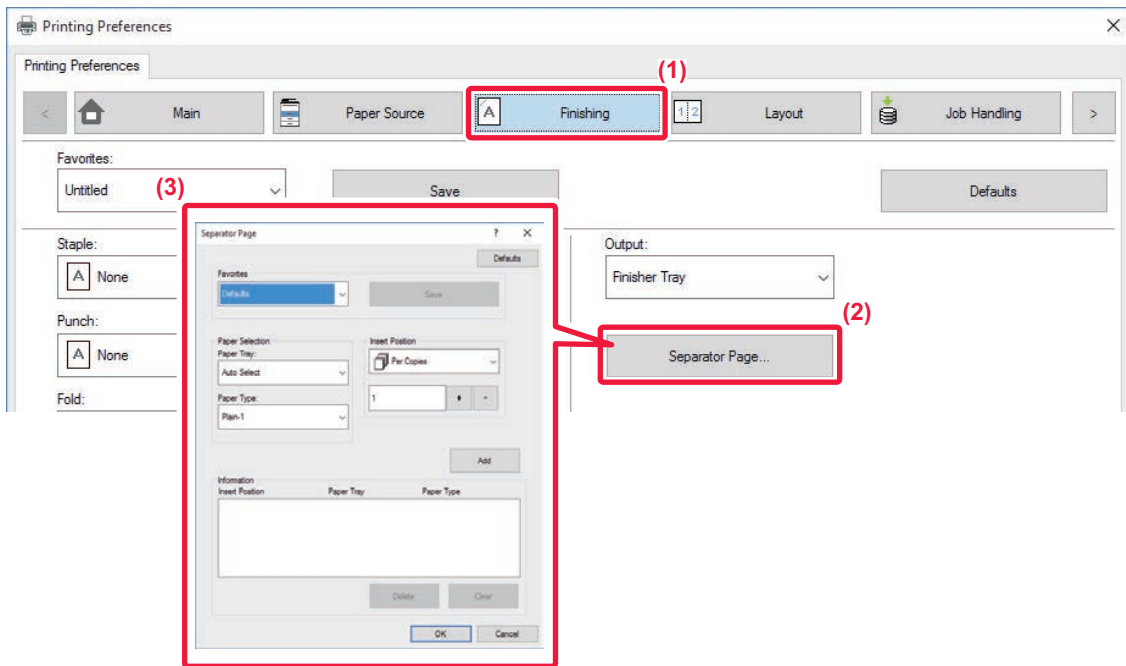 Printing Preferences
Printing Preferences
(1)
<
Main
Paper Source
A
Finishing
1 2
Layout
Job Handling
>
Favorites:
Untitled
Save
Defaults
(3)
Staple:
A None
Punch:
A None
Fold:
Separator Page
?
Defaults
Favorites
Defaults
Save
Paper Selection
Paper Tray:
Auto Select
Paper Type:
Plain-1
Insert Position
Per Copies
1
+ -
Add
Information
Insert Position Paper Tray Paper Type
Delete Clear
OK Cancel
Output:
Finisher Tray
(2)
Separator Page...